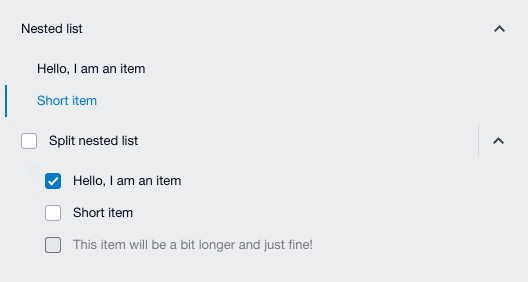 Nested list
Hello, I am an item
Short item
Split nested list
Hello, I am an item
Short item
This item will be a bit longer and just fine!